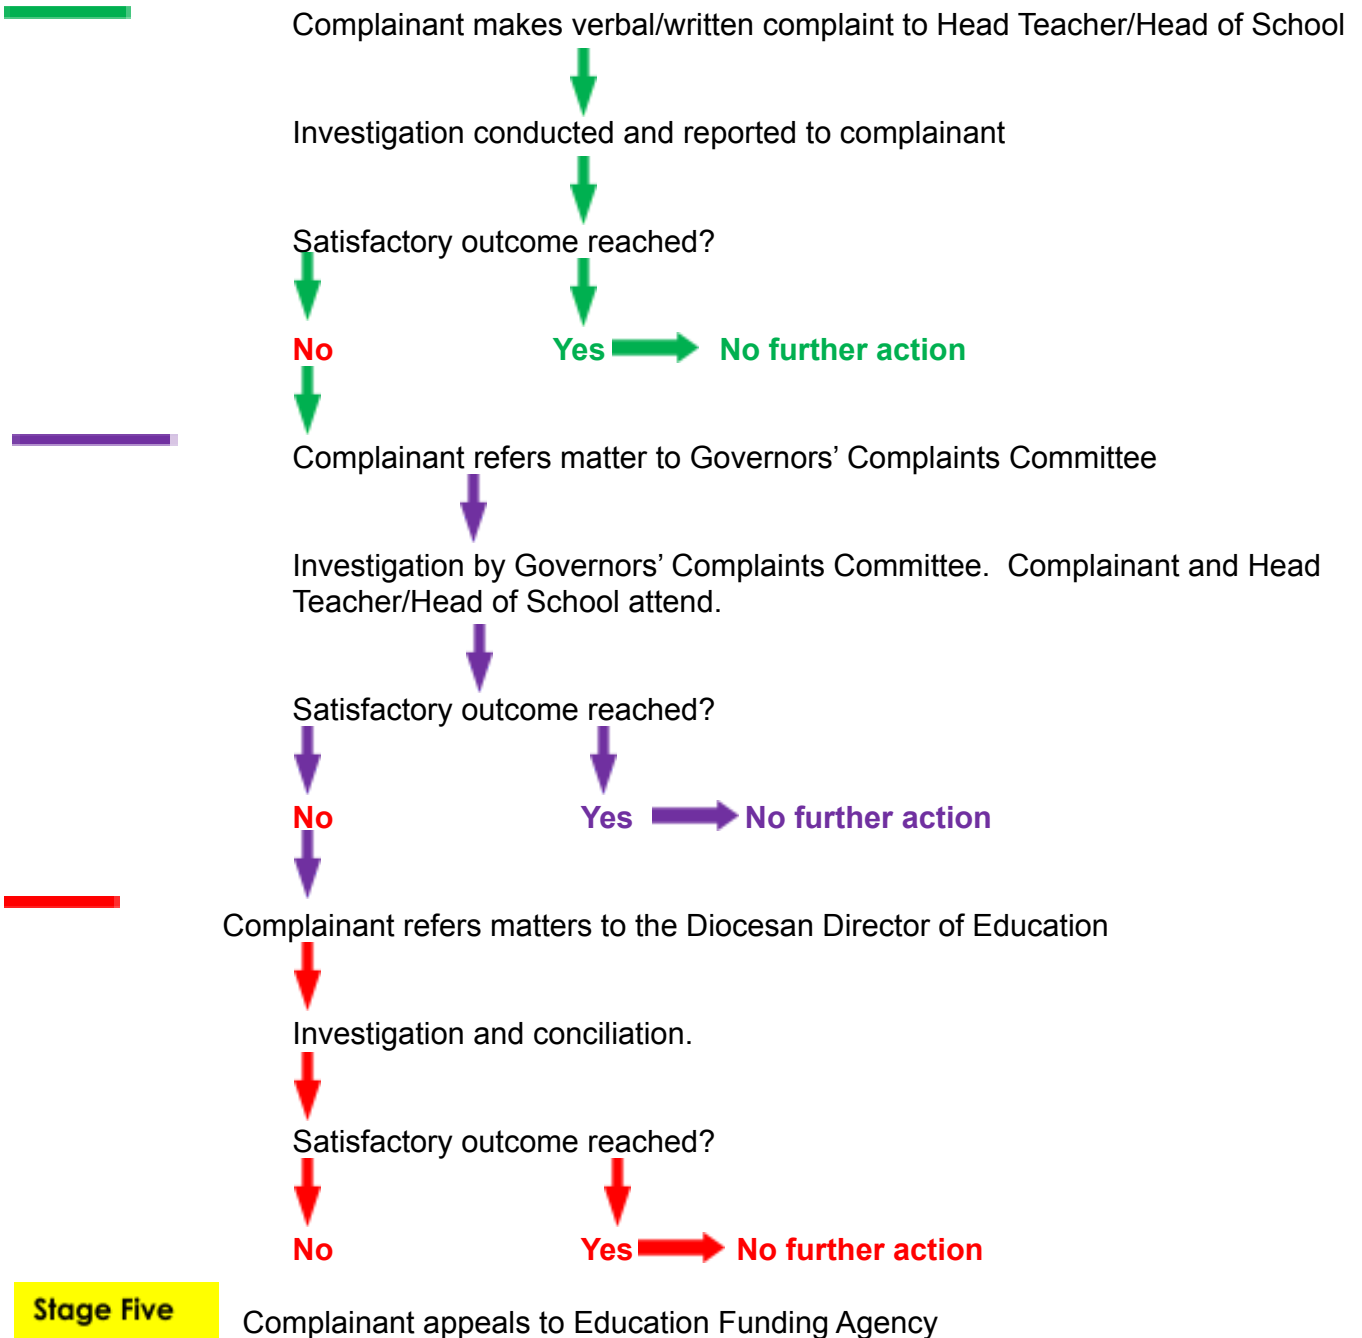 Complainant makes verbal/written complaint to Head Teacher/Head of School
Investigation conducted and reported to complainant
Satisfactory outcome reached?
No Yes No further action
Complainant refers matter to Governors’ Complaints Committee
Investigation by Governors’ Complaints Committee.  Complainant and Head
Teacher/Head of School attend.
Satisfactory outcome reached?
No Yes No further action
Complainant refers matters to the Diocesan Director of Education
Investigation and conciliation.
Satisfactory outcome reached?
No Yes No further action
Stage Five Complainant appeals to Education Funding Agency